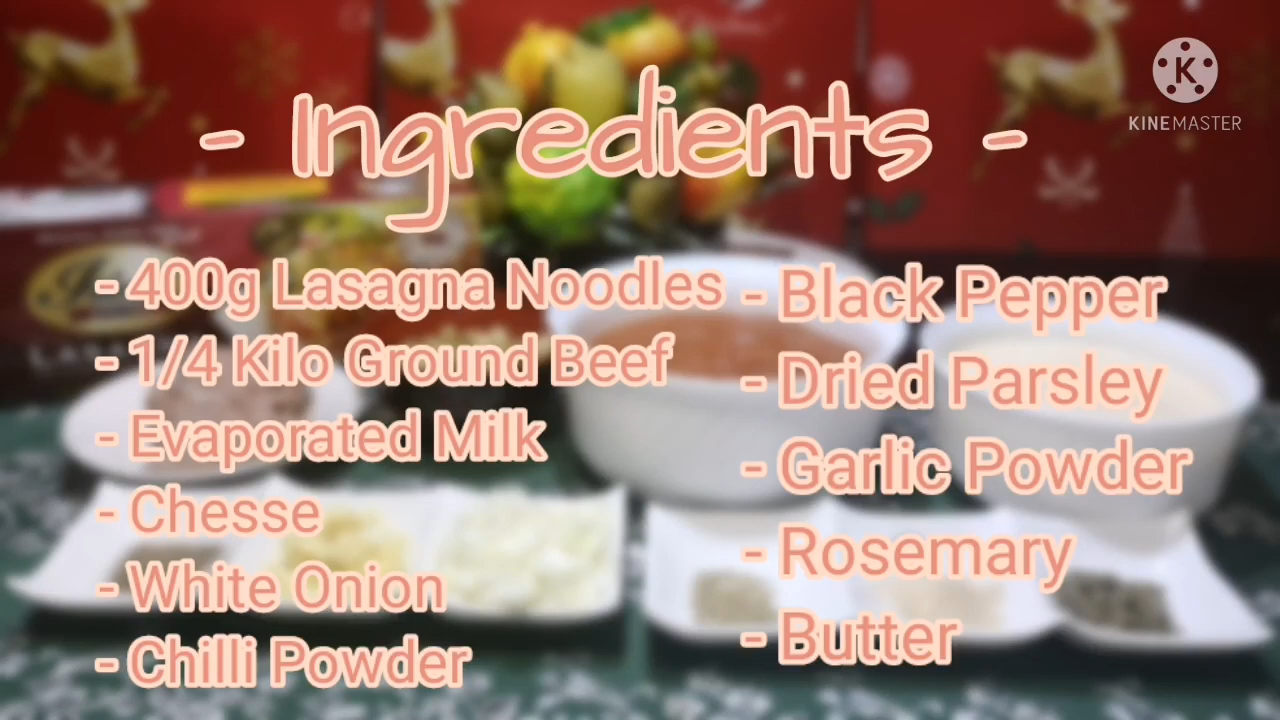 - Ingredients -
- 400g Lasagna Noodles
- 1/4 Kilo Ground Beef
- Evaporated Milk
- Chesse
- White Onion
- Chilli Powder
- Black Pepper
- Dried Parsley
- Garlic Powder
- Rosemary
- Butter
K
KINEMASTER